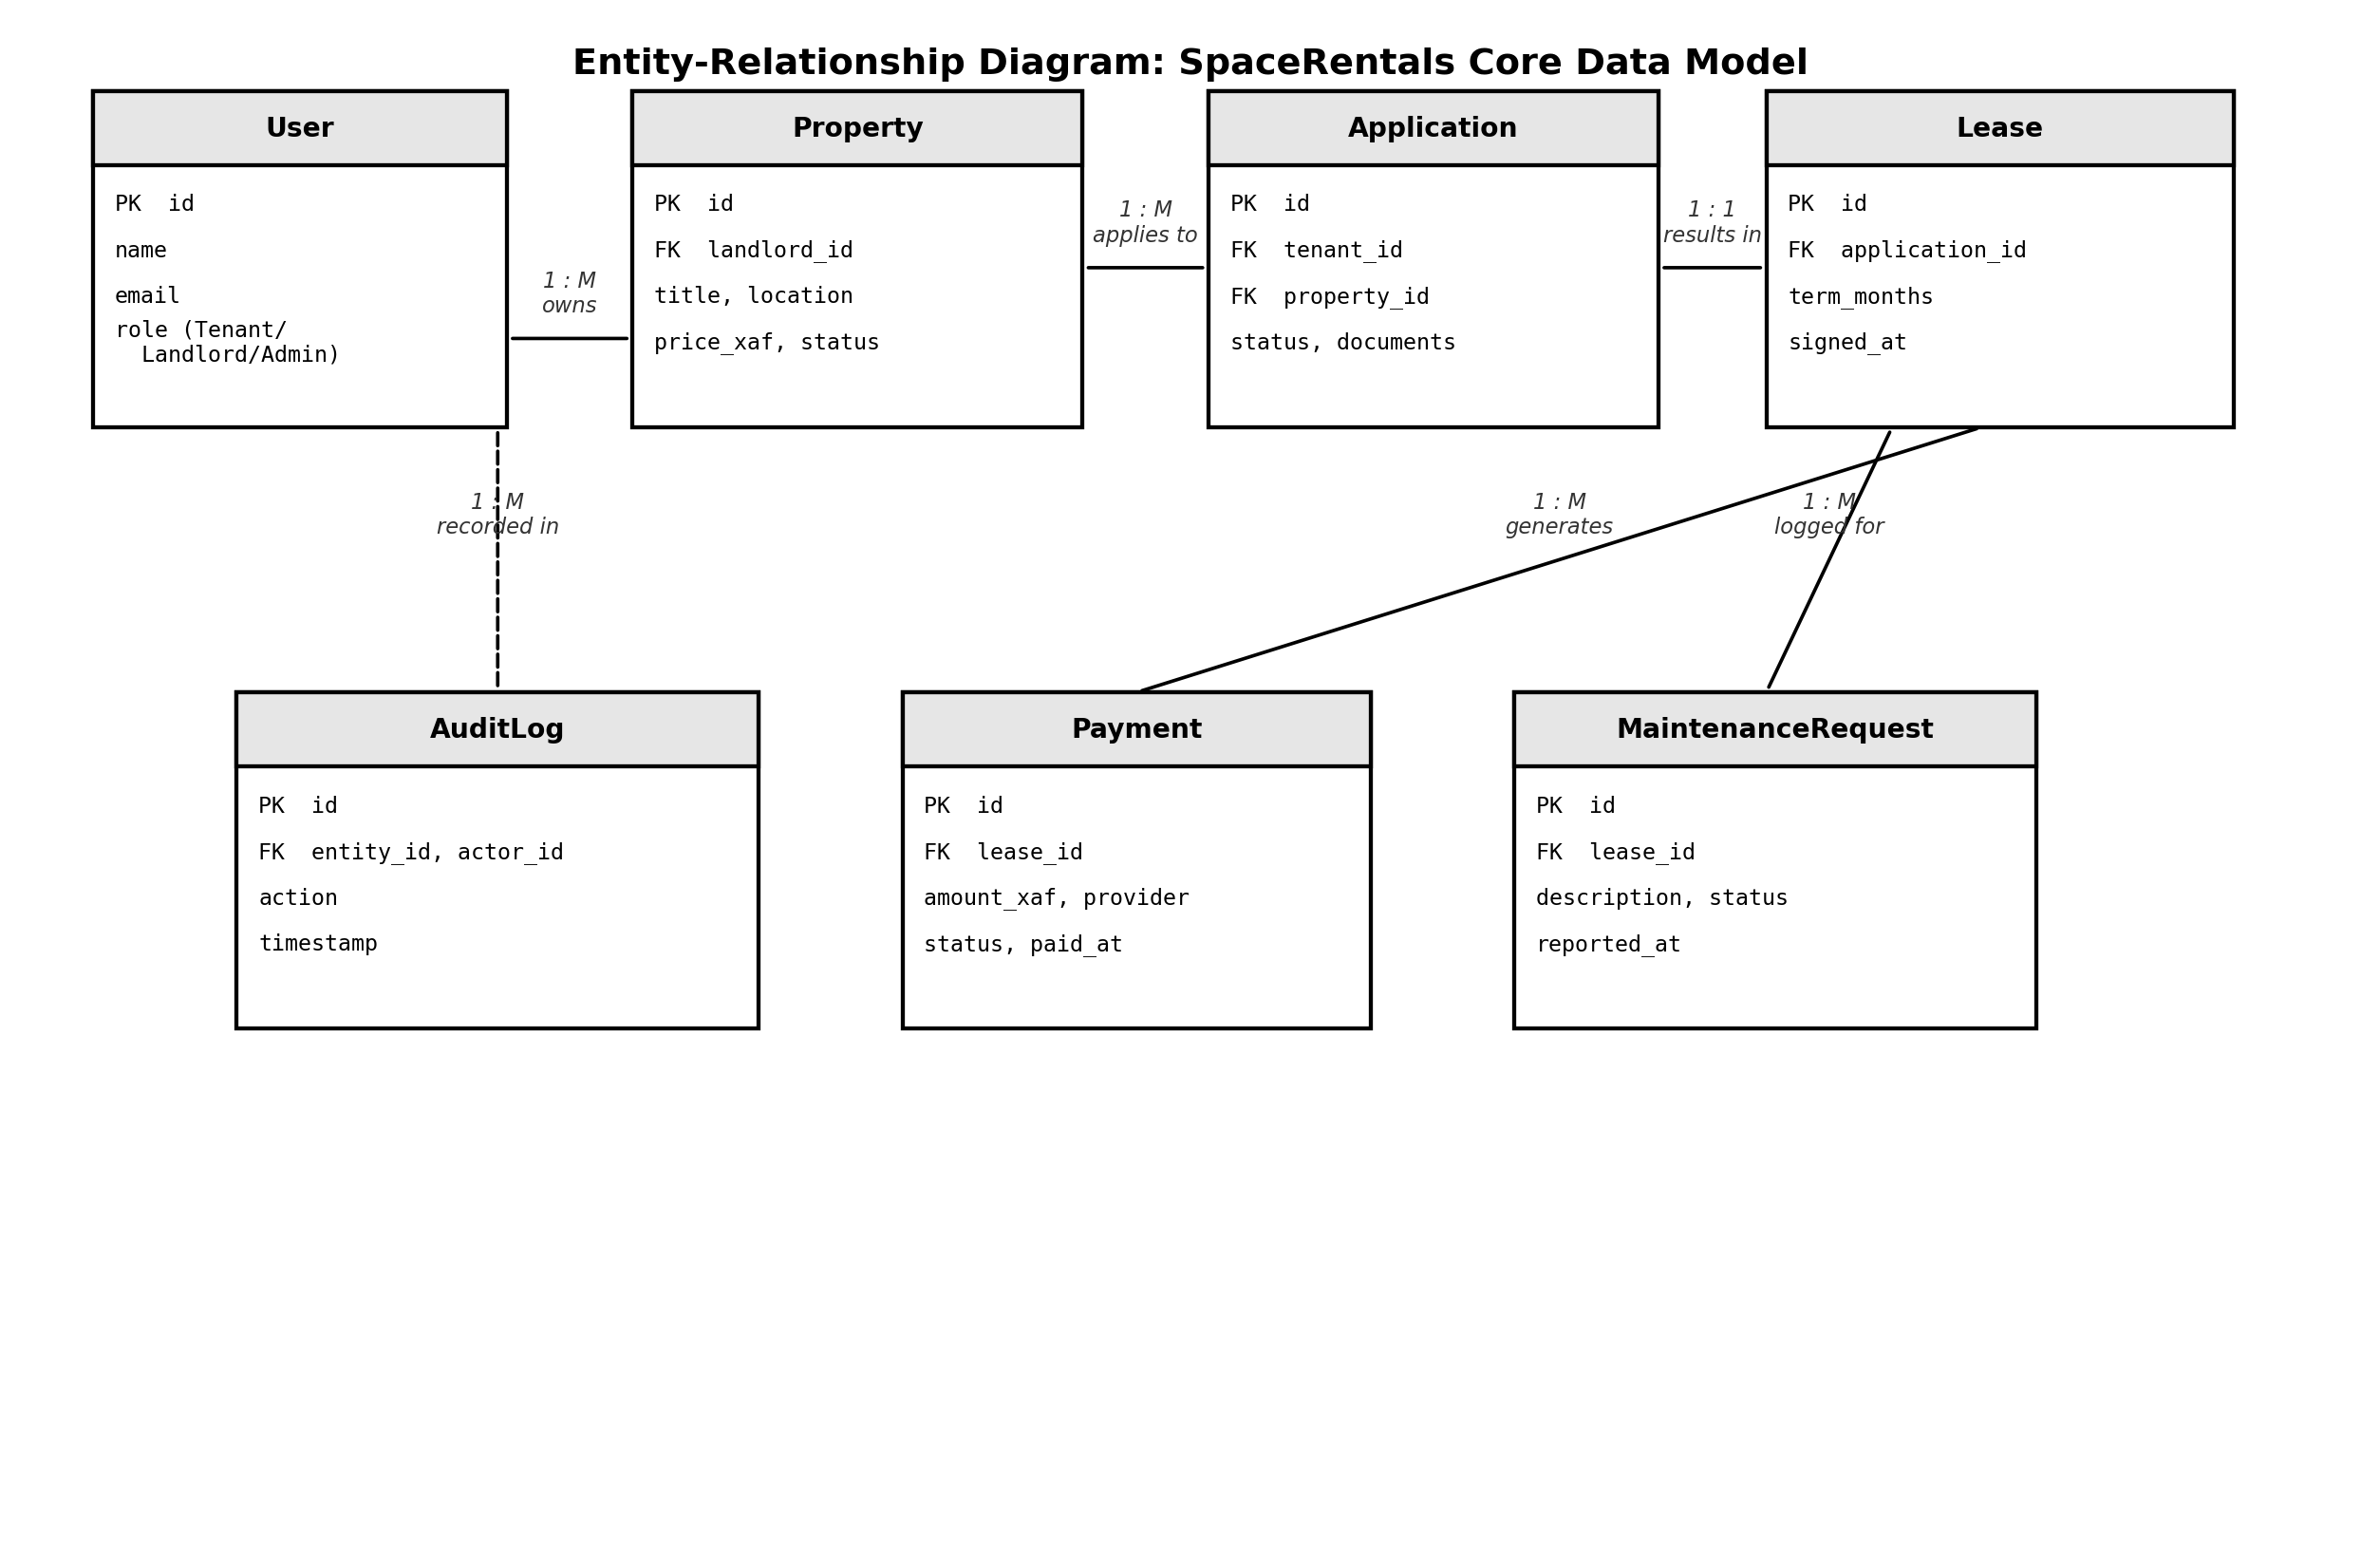 Entity-Relationship Diagram: SpaceRentals Core Data Model
User
PK  id
name
email
role (Tenant/
  Landlord/Admin)
1 : M
owns
Property
PK  id
FK  landlord_id
title, location
price_xaf, status
1 : M
applies to
Application
PK  id
FK  tenant_id
FK  property_id
status, documents
1 : 1
results in
Lease
PK  id
FK  application_id
term_months
signed_at
1 : M
recorded in
1 : M
generates
1 : M
logged for
AuditLog
PK  id
FK  entity_id, actor_id
action
timestamp
Payment
PK  id
FK  lease_id
amount_xaf, provider
status, paid_at
MaintenanceRequest
PK  id
FK  lease_id
description, status
reported_at